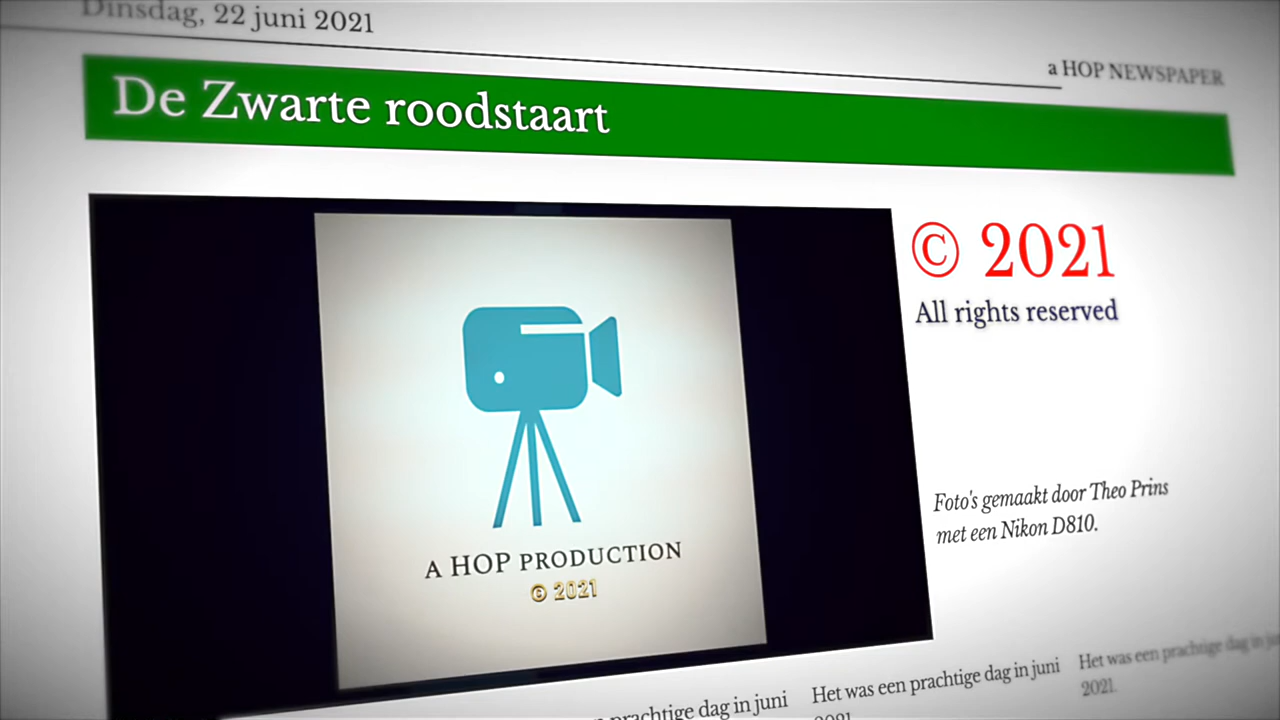 Dinsdag, 22 juni 2021
a HOP NEWSPAPER
De Zwarte roodstaart
© 2021
All rights reserved
A HOP PRODUCTION
© 2021
Foto's gemaakt door Theo Prins
met een Nikon D810.
prachtige dag in juni
Het was een prachtige dag in juni
2021.
Het was een prachtige dag in
2021.